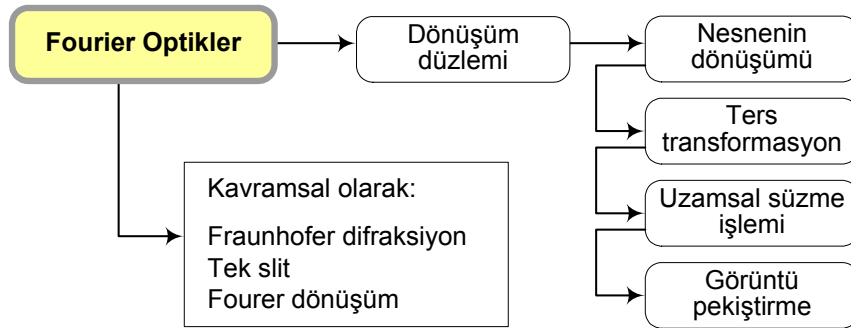 Fourier Optikler
Dönüşüm
düzlemi
Nesnenin
dönüşümü
Ters
transformasyon
Uzamsal süzme
işlemi
Görüntü
pekiştirme
Kavramsal olarak:
Fraunhofer difraksiyon
Tek slit
Fourer dönüşüm